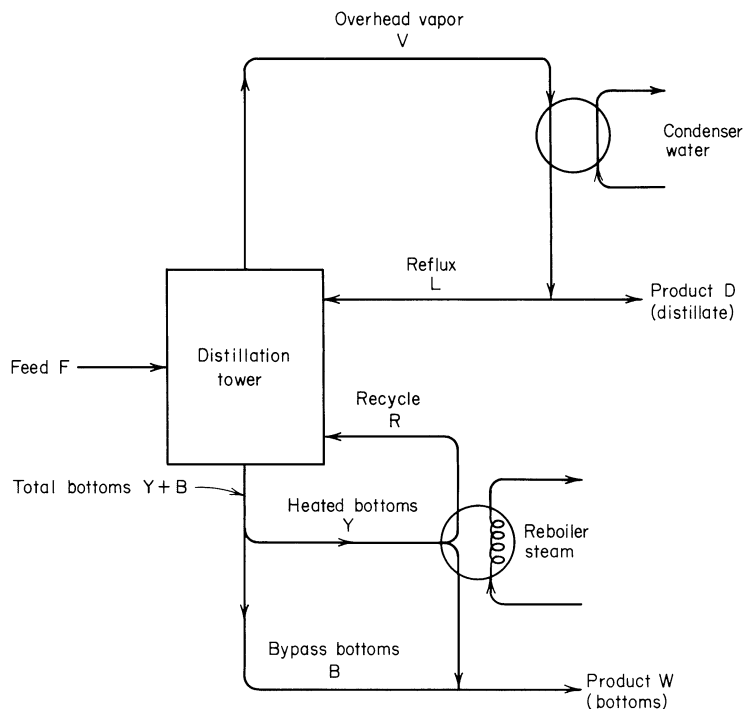 Overhead vapor
V
Condenser
water
Reflux
L
Product D
(distillate)
Distillation
tower
Feed F
Recycle
R
Total bottoms Y + B
Heated bottoms
Y
Reboiler
steam
Bypass bottoms
B
Product W
(bottoms)